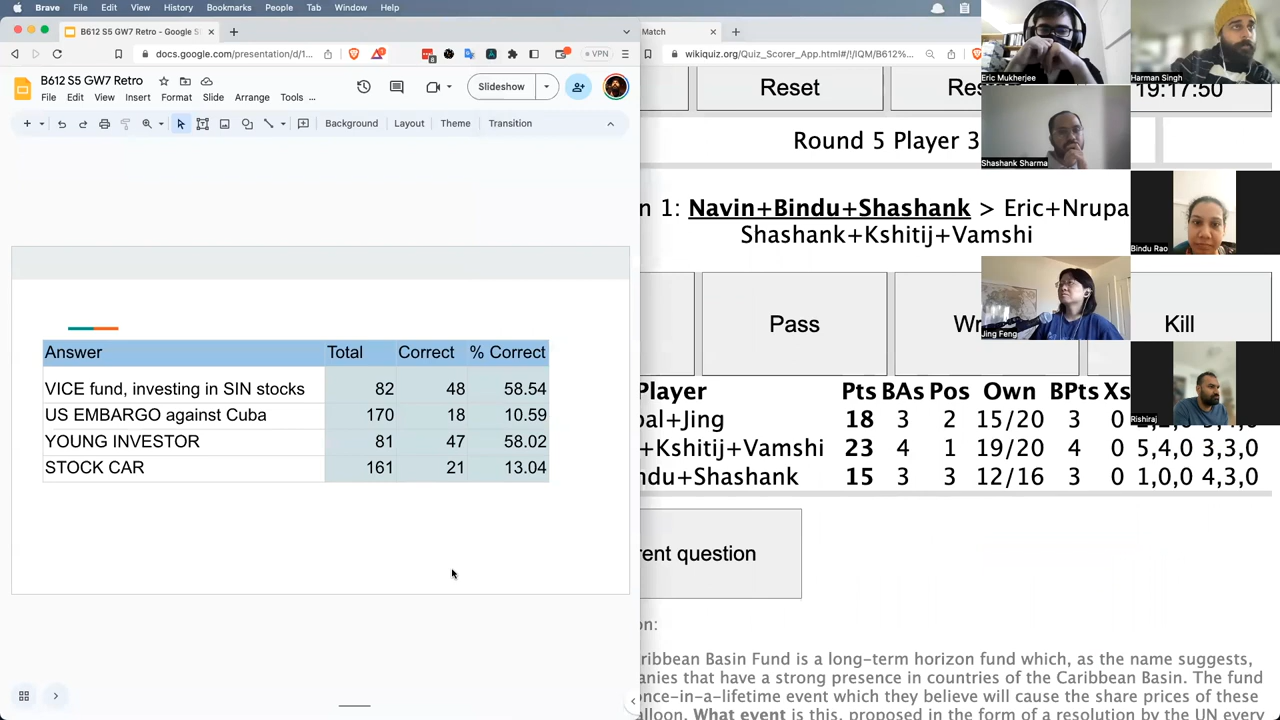 Brave File Edit View History Bookmarks People Tab Window Help
B612 S5 GW7 Retro - Google S
docs.google.com/presentation/d/1...
VPN
B612 S5 GW7 Retro
File Edit View Insert Format Slide Arrange Tools ...
Slideshow
Background Layout Theme Transition
Answer Total Correct % Correct
VICE fund, investing in SIN stocks 82 48 58.54
US EMBARGO against Cuba 170 18 10.59
YOUNG INVESTOR 81 47 58.02
STOCK CAR 161 21 13.04
Match
wikiquiz.org/Quiz_Scorer_App.html#!/IQM/B612%...
Reset Res 19:17:50
Round 5 Player 3
n 1: Navin+Bindu+Shashank > Eric+Nrupa
Shashank+Kshitij+Vamshi
Pass Wr Kill
Player Pts BAs Pos Own BPts Xs
pal+Jing 18 3 2 15/20 3 0
+Kshitij+Vamshi 23 4 1 19/20 4 0 5,4,0 3,3,0
ndu+Shashank 15 3 3 12/16 3 0 1,0,0 4,3,0
rent question
on:
ribbean Basin Fund is a long-term horizon fund which, as the name suggests,
anies that have a strong presence in countries of the Caribbean Basin. The fund
once-in-a-lifetime event which they believe will cause the share prices of these
alloon. What event is this, proposed in the form of a resolution by the UN every
Eric Mukherjee
Harman Singh
Shashank Sharma
Bindu Rao
Jing Feng
Rishiraj